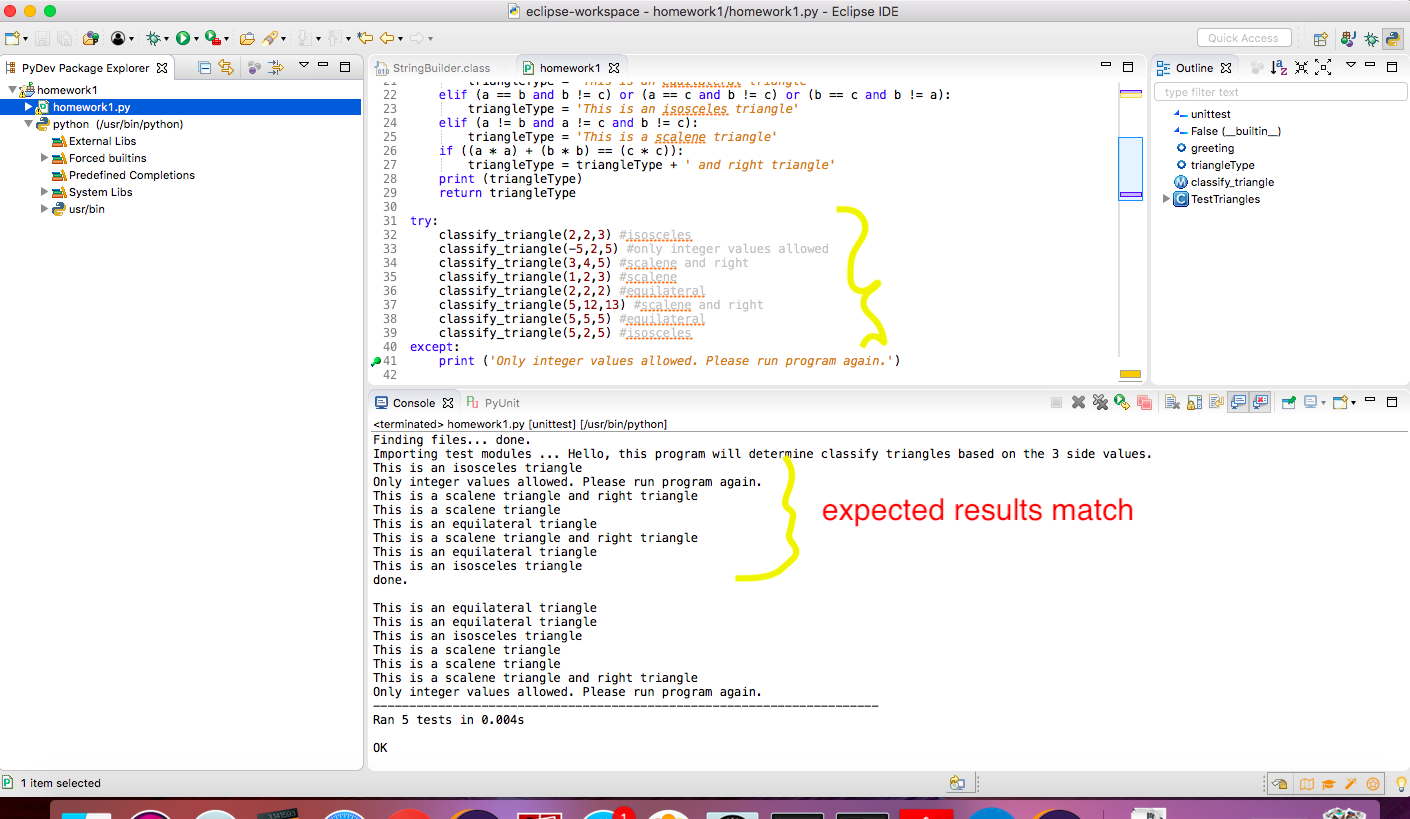 eclipse-workspace - homework1/homework1.py - Eclipse IDE
Quick Access
PyDev Package Explorer
homework1
homework1.py
python (/usr/bin/python)
External Libs
Forced builtins
Predefined Completions
System Libs
usr/bin
StringBuilder.class
homework1
21 triangleType = 'This is an equilateral triangle'
22 elif (a == b and b != c) or (a == c and b != c) or (b == c and b != a):
23 triangleType = 'This is an isosceles triangle'
24 elif (a != b and a != c and b != c):
25 triangleType = 'This is a scalene triangle'
26 if ((a * a) + (b * b) == (c * c)):
27 triangleType = triangleType + ' and right triangle'
28 print (triangleType)
29 return triangleType
30
31 try:
32 classify_triangle(2,2,3) #isosceles
33 classify_triangle(-5,2,5) #only integer values allowed
34 classify_triangle(3,4,5) #scalene and right
35 classify_triangle(1,2,3) #scalene
36 classify_triangle(2,2,2) #equilateral
37 classify_triangle(5,12,13) #scalene and right
38 classify_triangle(5,5,5) #equilateral
39 classify_triangle(5,2,5) #isosceles
40 except:
41 print ('Only integer values allowed. Please run program again.')
42
Outline
type filter text
unittest
False (__builtin__)
greeting
triangleType
classify_triangle
TestTriangles
Console
PyUnit
<terminated> homework1.py [unittest] [/usr/bin/python]
Finding files... done.
Importing test modules ... Hello, this program will determine classify triangles based on the 3 side values.
This is an isosceles triangle
Only integer values allowed. Please run program again.
This is a scalene triangle and right triangle
This is a scalene triangle
This is an equilateral triangle
This is a scalene triangle and right triangle
This is an equilateral triangle
This is an isosceles triangle
done.
expected results match
This is an equilateral triangle
This is an equilateral triangle
This is an isosceles triangle
This is a scalene triangle
This is a scalene triangle
This is a scalene triangle and right triangle
Only integer values allowed. Please run program again.
----------------------------------------------------------------------
Ran 5 tests in 0.004s
OK
1 item selected
1